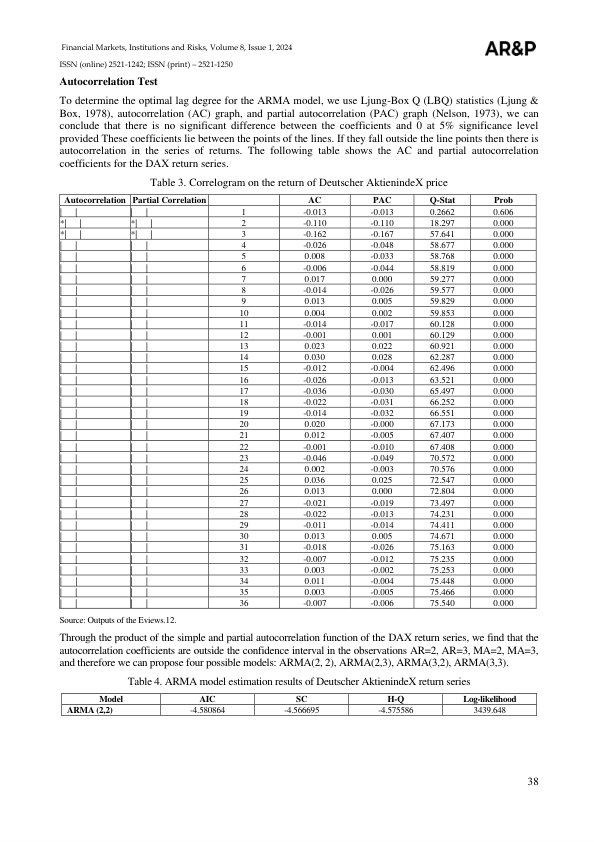 Financial Markets, Institutions and Risks, Volume 8, Issue 1, 2024
AR&P
ISSN (online) 2521-1242; ISSN (print) – 2521-1250
Autocorrelation Test
To determine the optimal lag degree for the ARMA model, we use Ljung-Box Q (LBQ) statistics (Ljung &
Box, 1978), autocorrelation (AC) graph, and partial autocorrelation (PAC) graph (Nelson, 1973), we can
conclude that there is no significant difference between the coefficients and 0 at 5% significance level
provided These coefficients lie between the points of the lines. If they fall outside the line points then there is
autocorrelation in the series of returns. The following table shows the AC and partial autocorrelation
coefficients for the DAX return series.
Table 3. Correlogram on the return of Deutscher AktienindeX price
Autocorrelation Partial Correlation AC PAC Q-Stat Prob
| | | | 1 -0.013 -0.013 0.2662 0.606
*| | *| | 2 -0.110 -0.110 18.297 0.000
*| | *| | 3 -0.162 -0.167 57.641 0.000
| | | | 4 -0.026 -0.048 58.677 0.000
| | | | 5 0.008 -0.033 58.768 0.000
| | | | 6 -0.006 -0.044 58.819 0.000
| | | | 7 0.017 0.000 59.277 0.000
| | | | 8 -0.014 -0.026 59.577 0.000
| | | | 9 0.013 0.005 59.829 0.000
| | | | 10 0.004 0.002 59.853 0.000
| | | | 11 -0.014 -0.017 60.128 0.000
| | | | 12 -0.001 0.001 60.129 0.000
| | | | 13 0.023 0.022 60.921 0.000
| | | | 14 0.030 0.028 62.287 0.000
| | | | 15 -0.012 -0.004 62.496 0.000
| | | | 16 -0.026 -0.013 63.521 0.000
| | | | 17 -0.036 -0.030 65.497 0.000
| | | | 18 -0.022 -0.031 66.252 0.000
| | | | 19 -0.014 -0.032 66.551 0.000
| | | | 20 0.020 -0.000 67.173 0.000
| | | | 21 0.012 -0.005 67.407 0.000
| | | | 22 -0.001 -0.010 67.408 0.000
| | | | 23 -0.046 -0.049 70.572 0.000
| | | | 24 0.002 -0.003 70.576 0.000
| | | | 25 0.036 0.025 72.547 0.000
| | | | 26 0.013 0.000 72.804 0.000
| | | | 27 -0.021 -0.019 73.497 0.000
| | | | 28 -0.022 -0.013 74.231 0.000
| | | | 29 -0.011 -0.014 74.411 0.000
| | | | 30 0.013 0.005 74.671 0.000
| | | | 31 -0.018 -0.026 75.163 0.000
| | | | 32 -0.007 -0.012 75.235 0.000
| | | | 33 0.003 -0.002 75.253 0.000
| | | | 34 0.011 -0.004 75.448 0.000
| | | | 35 0.003 -0.005 75.466 0.000
| | | | 36 -0.007 -0.006 75.540 0.000
Source: Outputs of the Eviews.12.
Through the product of the simple and partial autocorrelation function of the DAX return series, we find that the
autocorrelation coefficients are outside the confidence interval in the observations AR=2, AR=3, MA=2, MA=3,
and therefore we can propose four possible models: ARMA(2, 2), ARMA(2,3), ARMA(3,2), ARMA(3,3).
Table 4. ARMA model estimation results of Deutscher AktienindeX return series
Model AIC SC H-Q Log-likelihood
ARMA (2,2) -4.580864 -4.566695 -4.575586 3439.648
38